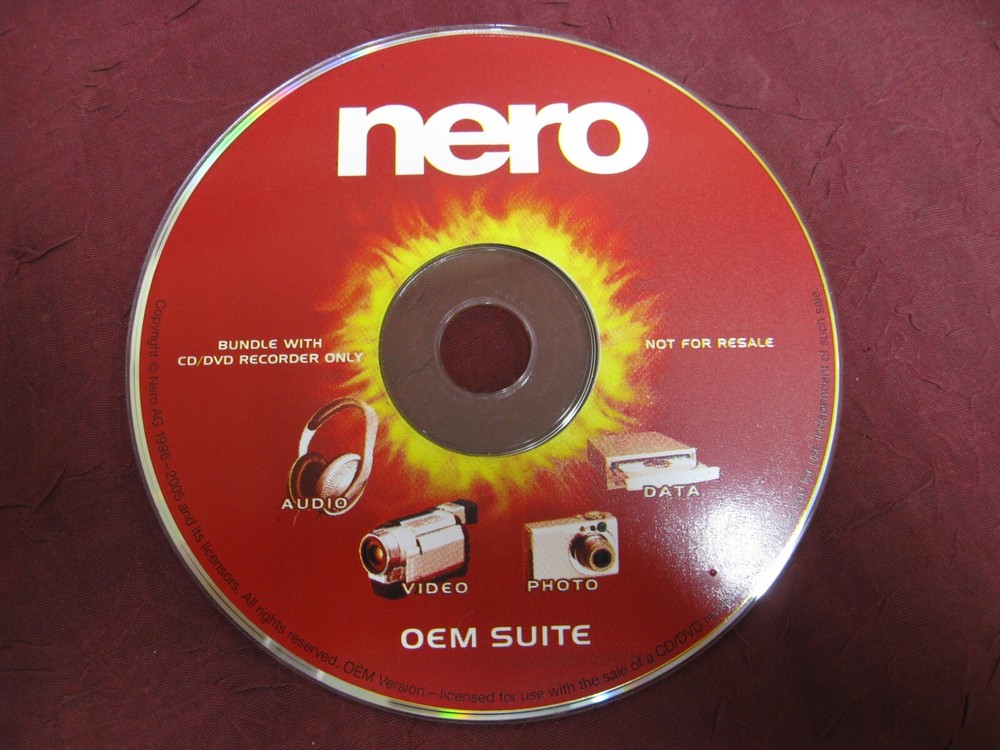 nero
BUNDLE WITH
CD/DVD RECORDER ONLY
NOT FOR RESALE
AUDIO
DATA
VIDEO
PHOTO
OEM SUITE
Copyright © Nero AG 1996-2005 and its licensors. All rights reserved. OEM Version – licensed for use with the sale of a CD/DVD not independent of such sale.